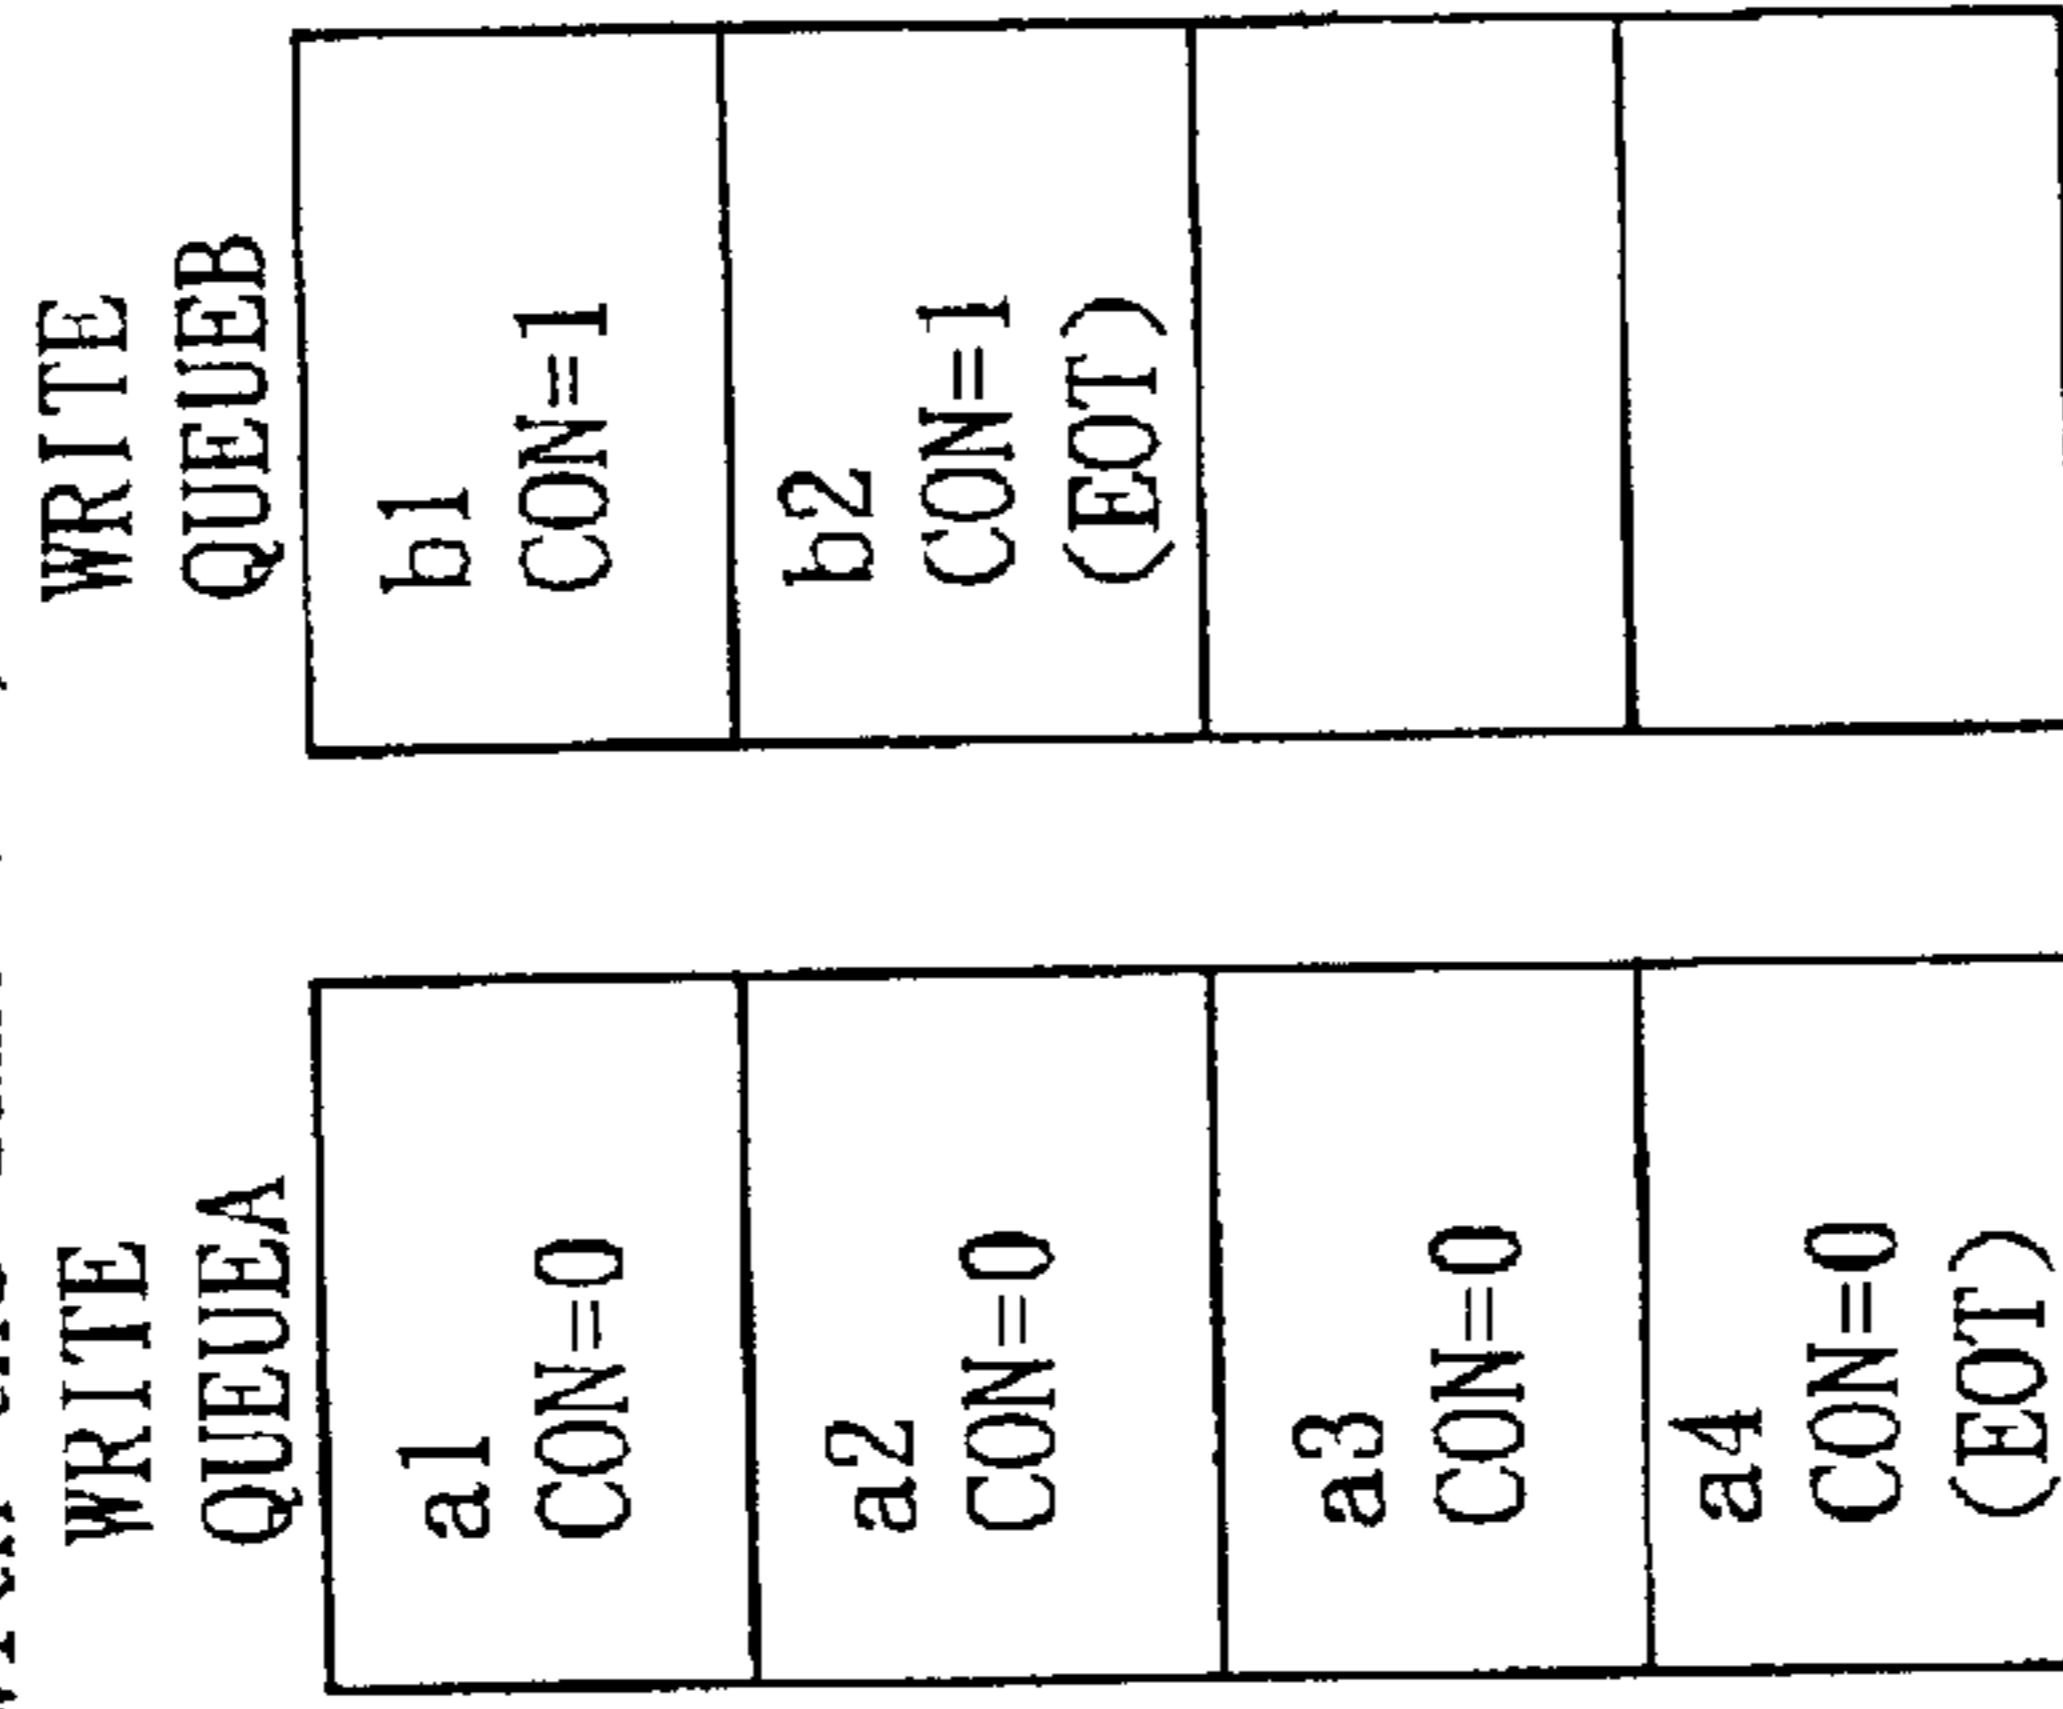 WRITE
QUEUEA
a1
CON=0
a2
CON=0
a3
CON=0
a4
CON=0
(EOT)
WRITE
QUEUEB
b1
CON=1
b2
CON=1
(EOT)